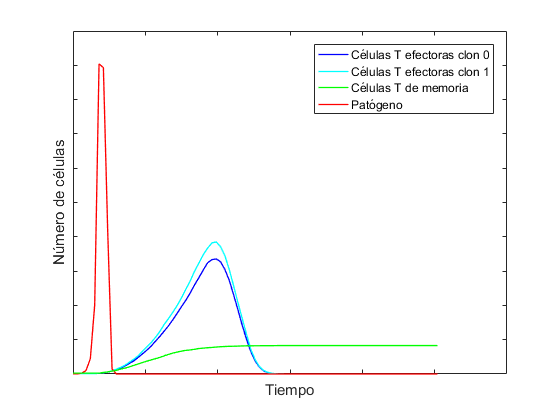 Células T efectoras clon 0
Células T efectoras clon 1
Células T de memoria
Patógeno
Número de células
Tiempo